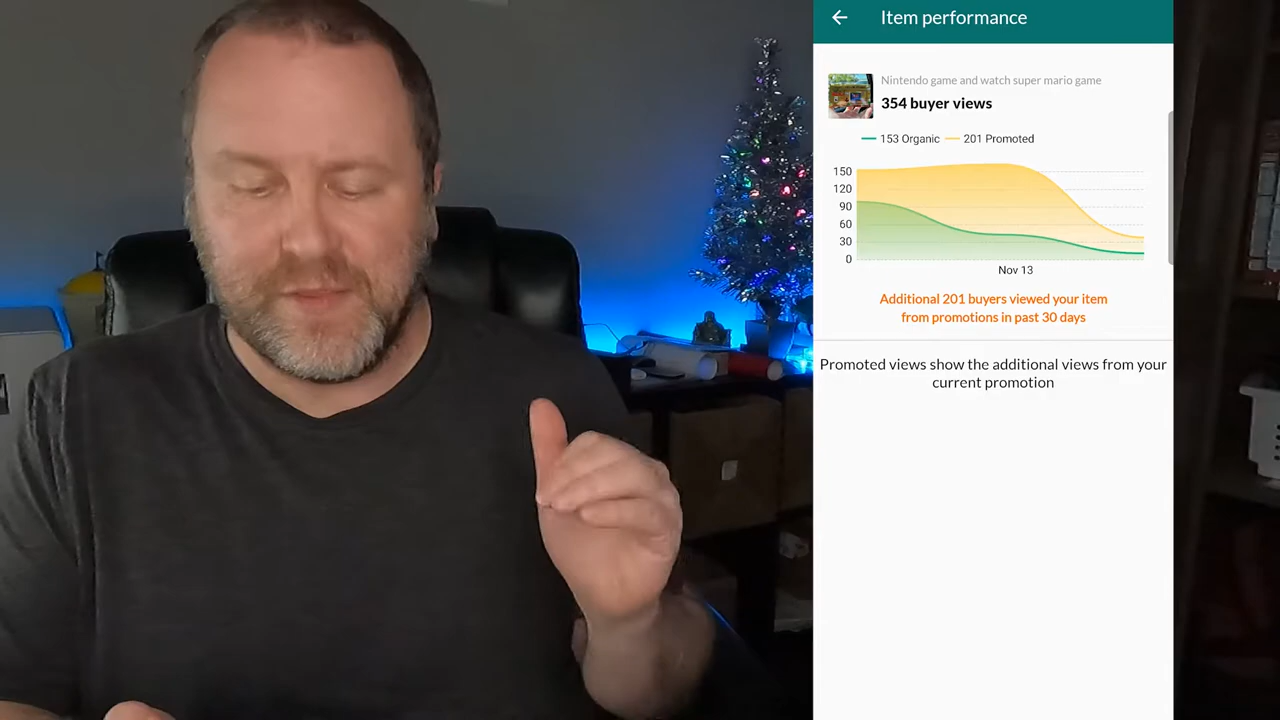 Item performance
Nintendo game and watch super mario game
354 buyer views
153 Organic 201 Promoted
150
120
90
60
30
0
Nov 13
Additional 201 buyers viewed your item
from promotions in past 30 days
Promoted views show the additional views from your
current promotion